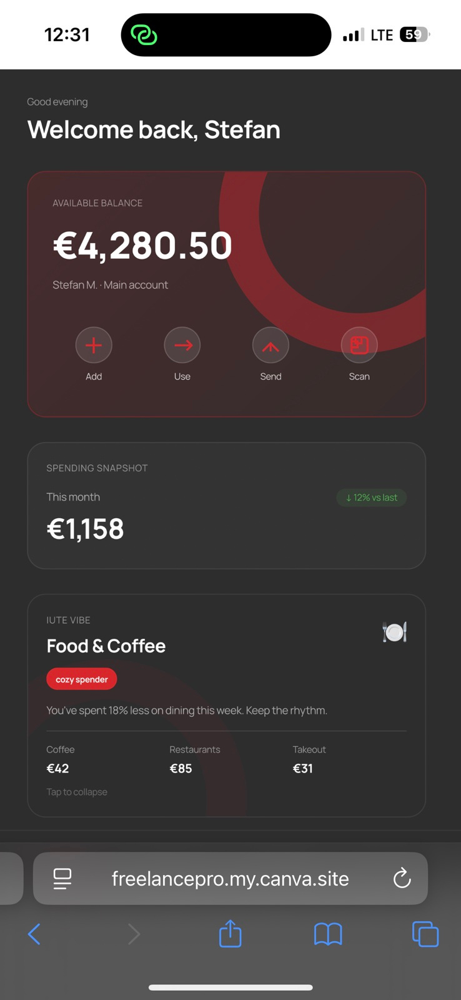 12:31
LTE
59
Good evening
Welcome back, Stefan
AVAILABLE BALANCE
€4,280.50
Stefan M. · Main account
Add
Use
Send
Scan
SPENDING SNAPSHOT
This month
↓ 12% vs last
€1,158
IUTE VIBE
Food & Coffee
cozy spender
You've spent 18% less on dining this week. Keep the rhythm.
Coffee
Restaurants
Takeout
€42
€85
€31
Tap to collapse
freelancepro.my.canva.site